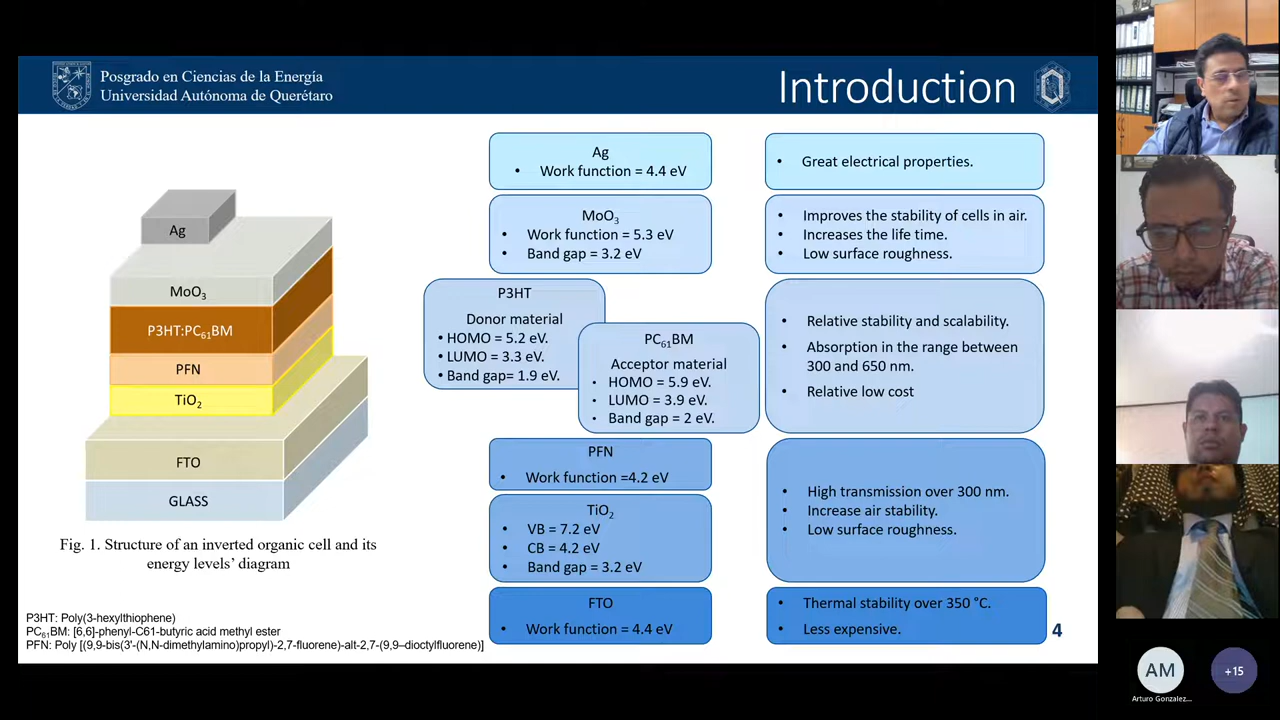 Posgrado en Ciencias de la Energía
Universidad Autónoma de Querétaro
Introduction
Ag
MoO₃
P3HT:PC₆₁BM
PFN
TiO₂
FTO
GLASS
Fig. 1. Structure of an inverted organic cell and its
energy levels’ diagram
P3HT: Poly(3-hexylthiophene)
PC₆₁BM: [6,6]-phenyl-C61-butyric acid methyl ester
PFN: Poly [(9,9-bis(3'-(N,N-dimethylamino)propyl)-2,7-fluorene)-alt-2,7-(9,9–dioctylfluorene)]
Ag
• Work function = 4.4 eV
• Great electrical properties.
MoO₃
• Work function = 5.3 eV
• Band gap = 3.2 eV
• Improves the stability of cells in air.
• Increases the life time.
• Low surface roughness.
P3HT
Donor material
• HOMO = 5.2 eV.
• LUMO = 3.3 eV.
• Band gap= 1.9 eV.
PC₆₁BM
Acceptor material
• HOMO = 5.9 eV.
• LUMO = 3.9 eV.
• Band gap = 2 eV.
• Relative stability and scalability.
• Absorption in the range between
300 and 650 nm.
• Relative low cost
PFN
• Work function =4.2 eV
TiO₂
• VB = 7.2 eV
• CB = 4.2 eV
• Band gap = 3.2 eV
• High transmission over 300 nm.
• Increase air stability.
• Low surface roughness.
FTO
• Work function = 4.4 eV
• Thermal stability over 350 °C.
• Less expensive.
4
AM
Arturo Gonzalez...
+15